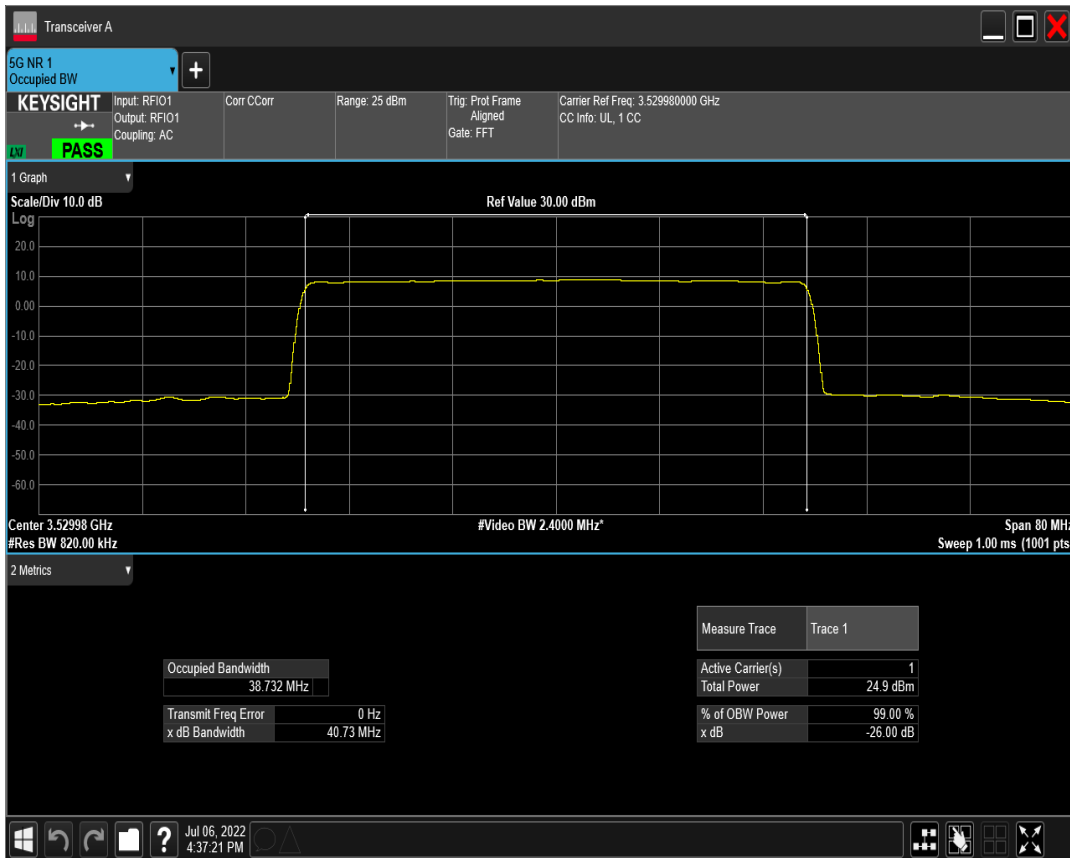 Transceiver A
5G NR 1
Occupied BW
+
KEYSIGHT
LXI
PASS
Input: RFIO1
Output: RFIO1
Coupling: AC
Corr CCorr
Range: 25 dBm
Trig: Prot Frame
Aligned
Gate: FFT
Carrier Ref Freq: 3.529980000 GHz
CC Info: UL, 1 CC
1 Graph
Scale/Div 10.0 dB
Ref Value 30.00 dBm
Log
20.0
10.0
0.00
-10.0
-20.0
-30.0
-40.0
-50.0
-60.0
Center 3.52998 GHz
#Video BW 2.4000 MHz*
Span 80 MHz
#Res BW 820.00 kHz
Sweep 1.00 ms (1001 pts
2 Metrics
Measure Trace Trace 1
Occupied Bandwidth
38.732 MHz
Active Carrier(s) 1
Total Power 24.9 dBm
Transmit Freq Error 0 Hz
x dB Bandwidth 40.73 MHz
% of OBW Power 99.00 %
x dB -26.00 dB
?
Jul 06, 2022
4:37:21 PM